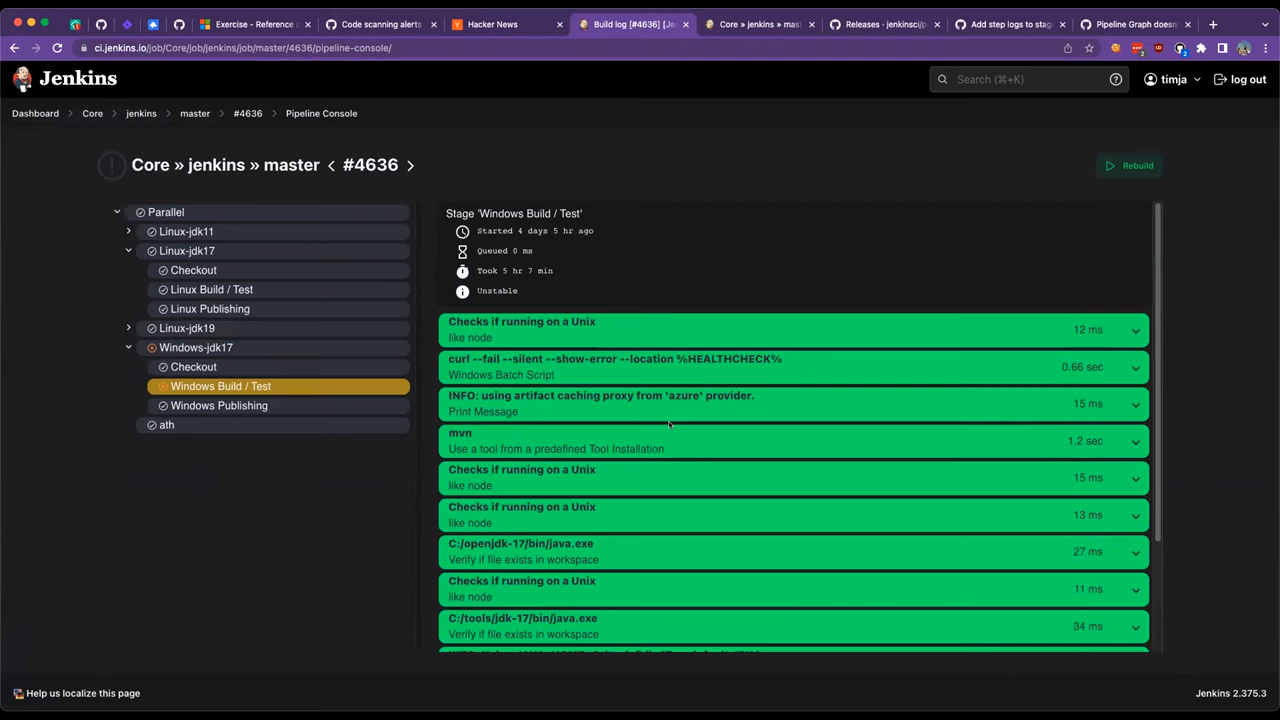 Exercise - Reference a
Code scanning alerts
Hacker News
Build log [#4636] [Je
Core » jenkins » mast
Releases · jenkinsci/p
Add step logs to stag
Pipeline Graph doesn
ci.jenkins.io/job/Core/job/jenkins/job/master/4636/pipeline-console/
Jenkins
Search (⌘+K)
timja
log out
Dashboard
Core
jenkins
master
#4636
Pipeline Console
Core » jenkins » master
#4636
Rebuild
Parallel
Linux-jdk11
Linux-jdk17
Checkout
Linux Build / Test
Linux Publishing
Linux-jdk19
Windows-jdk17
Checkout
Windows Build / Test
Windows Publishing
ath
Stage 'Windows Build / Test'
Started 4 days 5 hr ago
Queued 0 ms
Took 5 hr 7 min
Unstable
Checks if running on a Unix
like node
12 ms
curl --fail --silent --show-error --location %HEALTHCHECK%
Windows Batch Script
0.66 sec
INFO: using artifact caching proxy from 'azure' provider.
Print Message
15 ms
mvn
Use a tool from a predefined Tool Installation
1.2 sec
Checks if running on a Unix
like node
15 ms
Checks if running on a Unix
like node
13 ms
C:/openjdk-17/bin/java.exe
Verify if file exists in workspace
27 ms
Checks if running on a Unix
like node
11 ms
C:/tools/jdk-17/bin/java.exe
Verify if file exists in workspace
34 ms
Help us localize this page
Jenkins 2.375.3